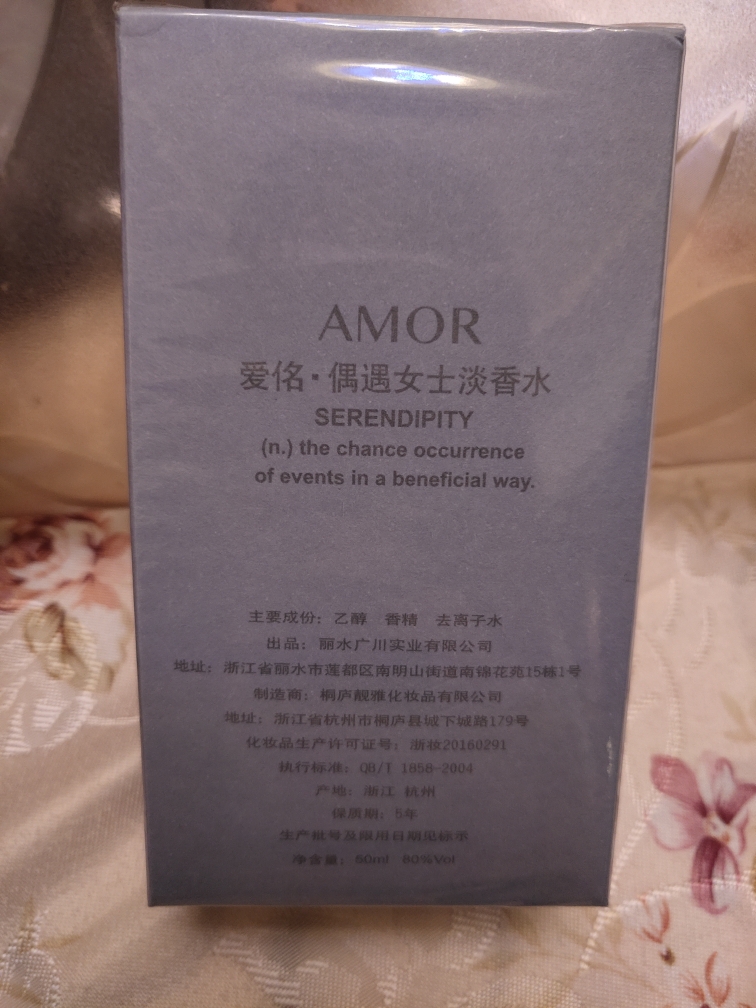 AMOR
爱佲·偶遇女士淡香水
SERENDIPITY
(n.) the chance occurrence
of events in a beneficial way.
主要成份：乙醇 香精 去离子水
出品：丽水广川实业有限公司
地址：浙江省丽水市莲都区南明山街道南锦花苑15栋1号
制造商：桐庐靓雅化妆品有限公司
地址：浙江省杭州市桐庐县城下城路179号
化妆品生产许可证号：浙妆20160291
执行标准：QB/T 1858-2004
产地：浙江 杭州
保质期：5年
生产批号及限用日期见标示
净含量：50ml 80%Vol